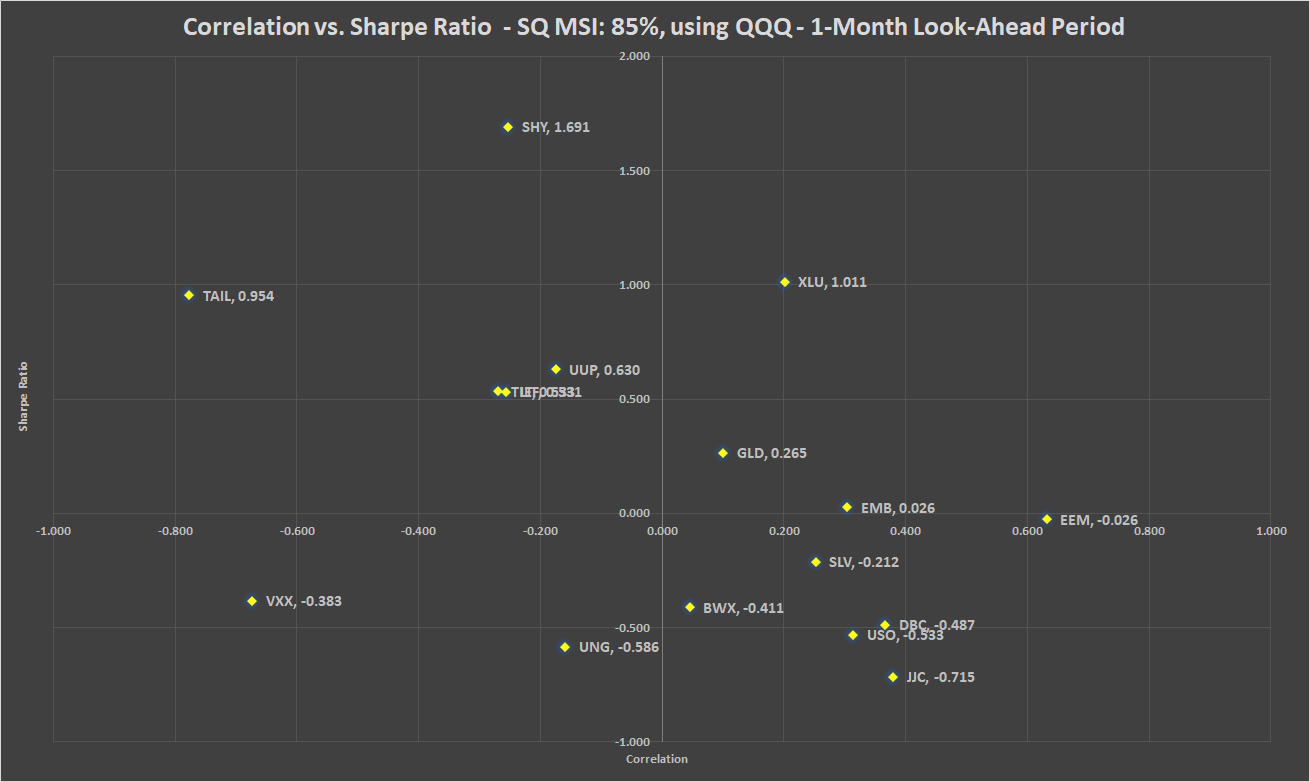 Correlation vs. Sharpe Ratio - SQ MSI: 85%, using QQQ - 1-Month Look-Ahead Period
2.000
SHY, 1.691
1.500
TAIL, 0.954
1.000
XLU, 1.011
UUP, 0.630
0.500
GLD, 0.265
EMB, 0.026
0.000
EEM, -0.026
-1.000
-0.800
-0.600
-0.400
-0.200
0.000
0.200
0.400
0.600
0.800
1.000
SLV, -0.212
VXX, -0.383
BWX, -0.411
-0.500
DBC, -0.487
USO, -0.533
UNG, -0.586
JJC, -0.715
-1.000
Sharpe Ratio
Correlation